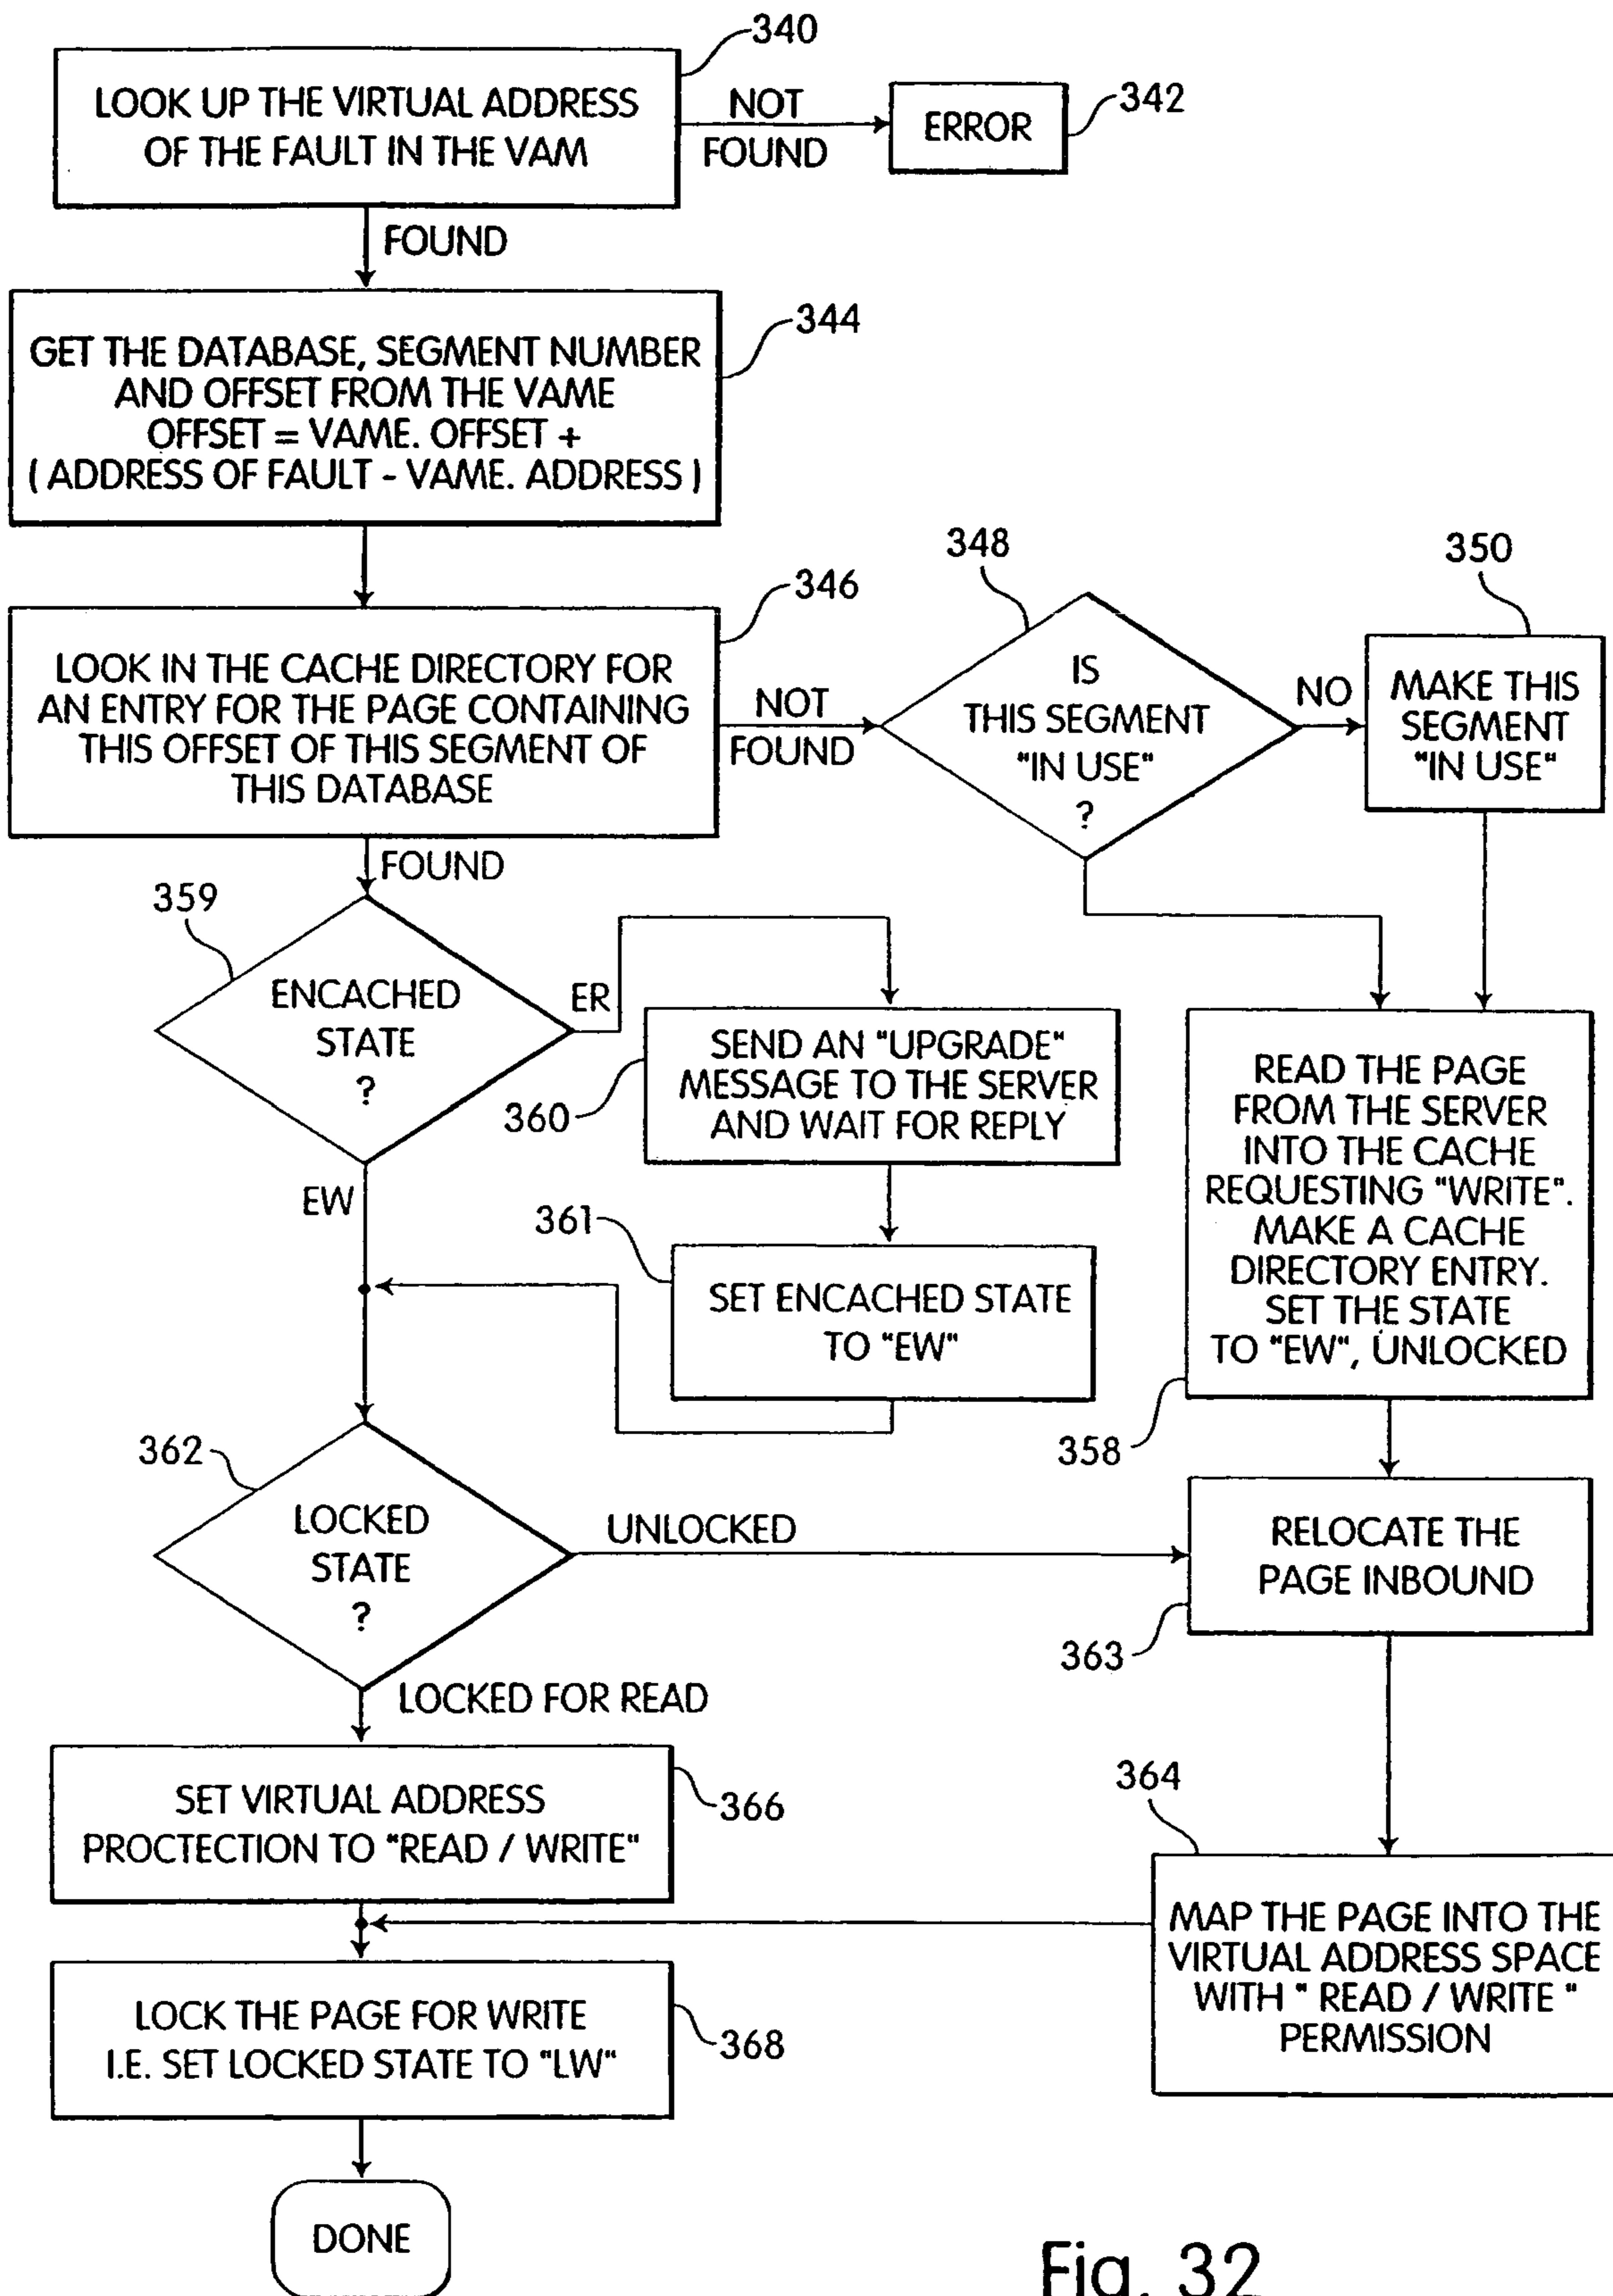 340
LOOK UP THE VIRTUAL ADDRESS
OF THE FAULT IN THE VAM
NOT
FOUND
ERROR
342
FOUND
344
GET THE DATABASE, SEGMENT NUMBER
AND OFFSET FROM THE VAME
OFFSET = VAME. OFFSET +
( ADDRESS OF FAULT - VAME. ADDRESS )
346
LOOK IN THE CACHE DIRECTORY FOR
AN ENTRY FOR THE PAGE CONTAINING
THIS OFFSET OF THIS SEGMENT OF
THIS DATABASE
NOT
FOUND
348
IS
THIS SEGMENT
"IN USE"
?
NO
350
MAKE THIS
SEGMENT
"IN USE"
FOUND
359
ENCACHED
STATE
?
ER
360
SEND AN "UPGRADE"
MESSAGE TO THE SERVER
AND WAIT FOR REPLY
READ THE PAGE
FROM THE SERVER
INTO THE CACHE
REQUESTING "WRITE".
MAKE A CACHE
DIRECTORY ENTRY.
SET THE STATE
TO "EW", UNLOCKED
358
EW
361
SET ENCACHED STATE
TO "EW"
362
LOCKED
STATE
?
UNLOCKED
RELOCATE THE
PAGE INBOUND
363
LOCKED FOR READ
SET VIRTUAL ADDRESS
PROCTECTION TO "READ / WRITE"
366
364
MAP THE PAGE INTO THE
VIRTUAL ADDRESS SPACE
WITH " READ / WRITE "
PERMISSION
LOCK THE PAGE FOR WRITE
I.E. SET LOCKED STATE TO "LW"
368
DONE
Fig. 32